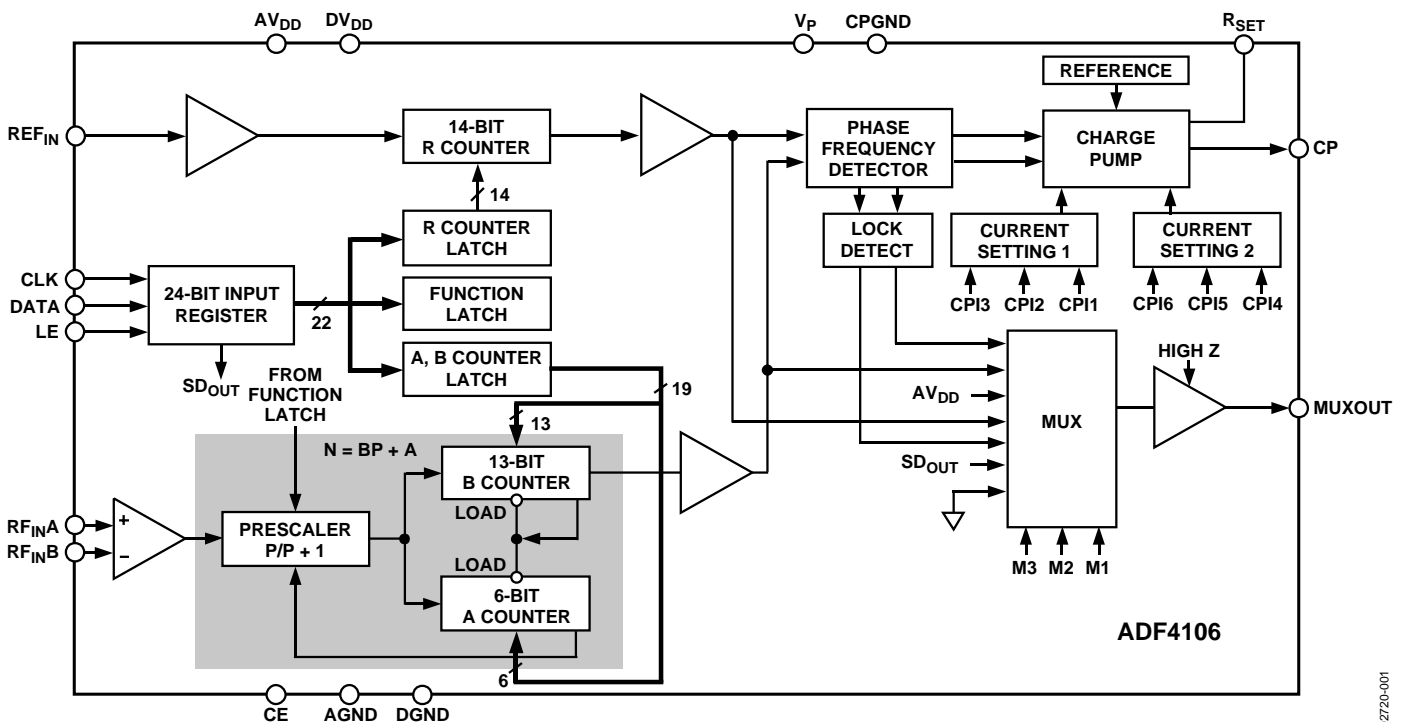 AVDD
DVDD
VP
CPGND
RSET
REFERENCE
REFIN
14-BIT
R COUNTER
PHASE
FREQUENCY
DETECTOR
CHARGE
PUMP
CP
14
R COUNTER
LATCH
LOCK
DETECT
CURRENT
SETTING 1
CURRENT
SETTING 2
CLK
DATA
LE
24-BIT INPUT
REGISTER
22
FUNCTION
LATCH
CPI3
CPI2
CPI1
CPI6
CPI5
CPI4
SDOUT
A, B COUNTER
LATCH
FROM
FUNCTION
LATCH
19
HIGH Z
AVDD
MUX
MUXOUT
13
N = BP + A
13-BIT
B COUNTER
SDOUT
LOAD
RFINA
RFINB
+
–
PRESCALER
P/P + 1
LOAD
6-BIT
A COUNTER
M3
M2
M1
ADF4106
6
CE
AGND
DGND
2720-001